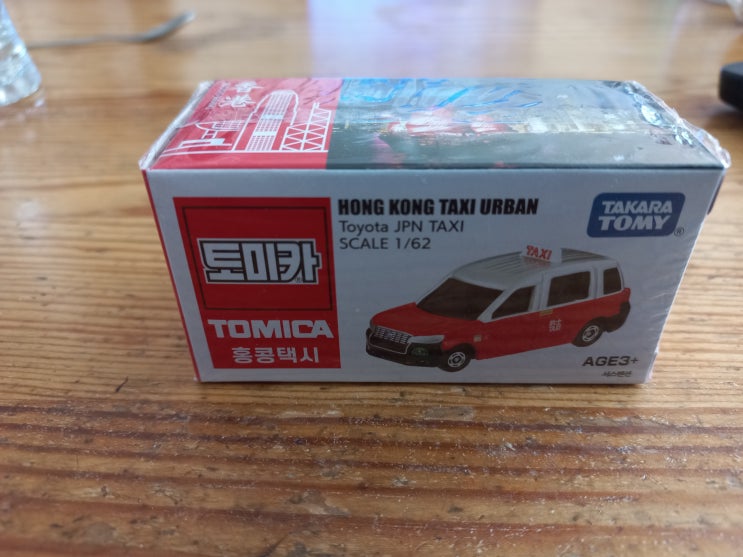 HONG KONG TAXI URBAN
Toyota JPN TAXI
SCALE 1/62
TAKARA
TOMY®
토미카
TOMICA
홍콩택시
TAXI
AGE3+